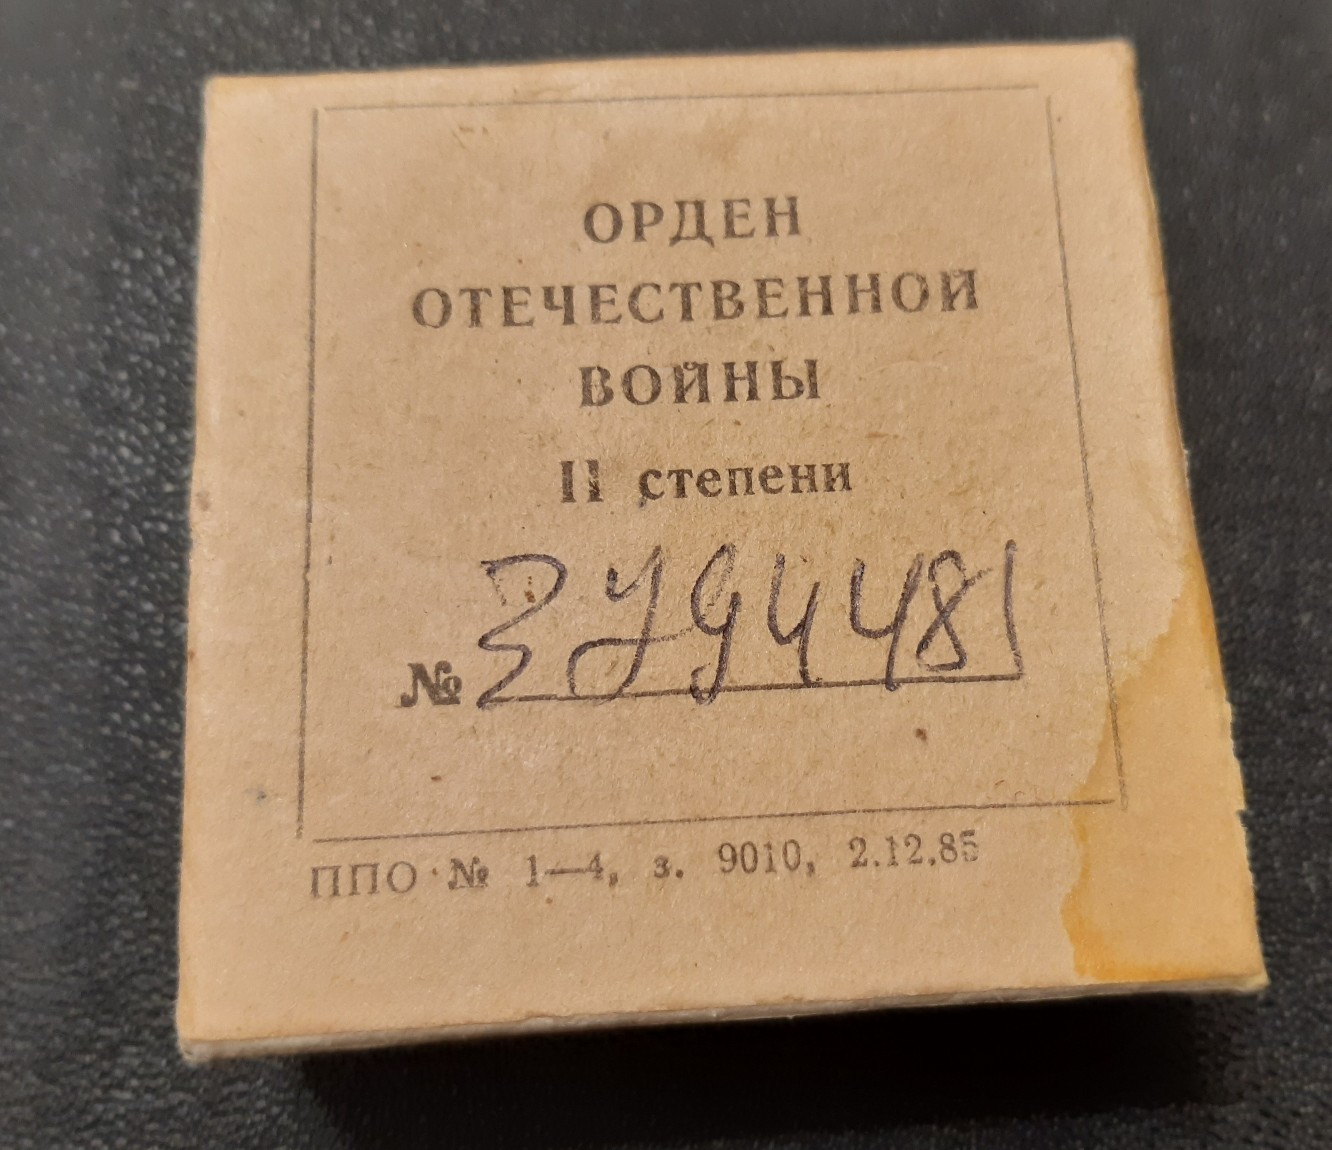 ОРДЕН
ОТЕЧЕСТВЕННОЙ
ВОЙНЫ
II степени
№ 3794481
ППО № 1—4, з. 9010, 2.12.85